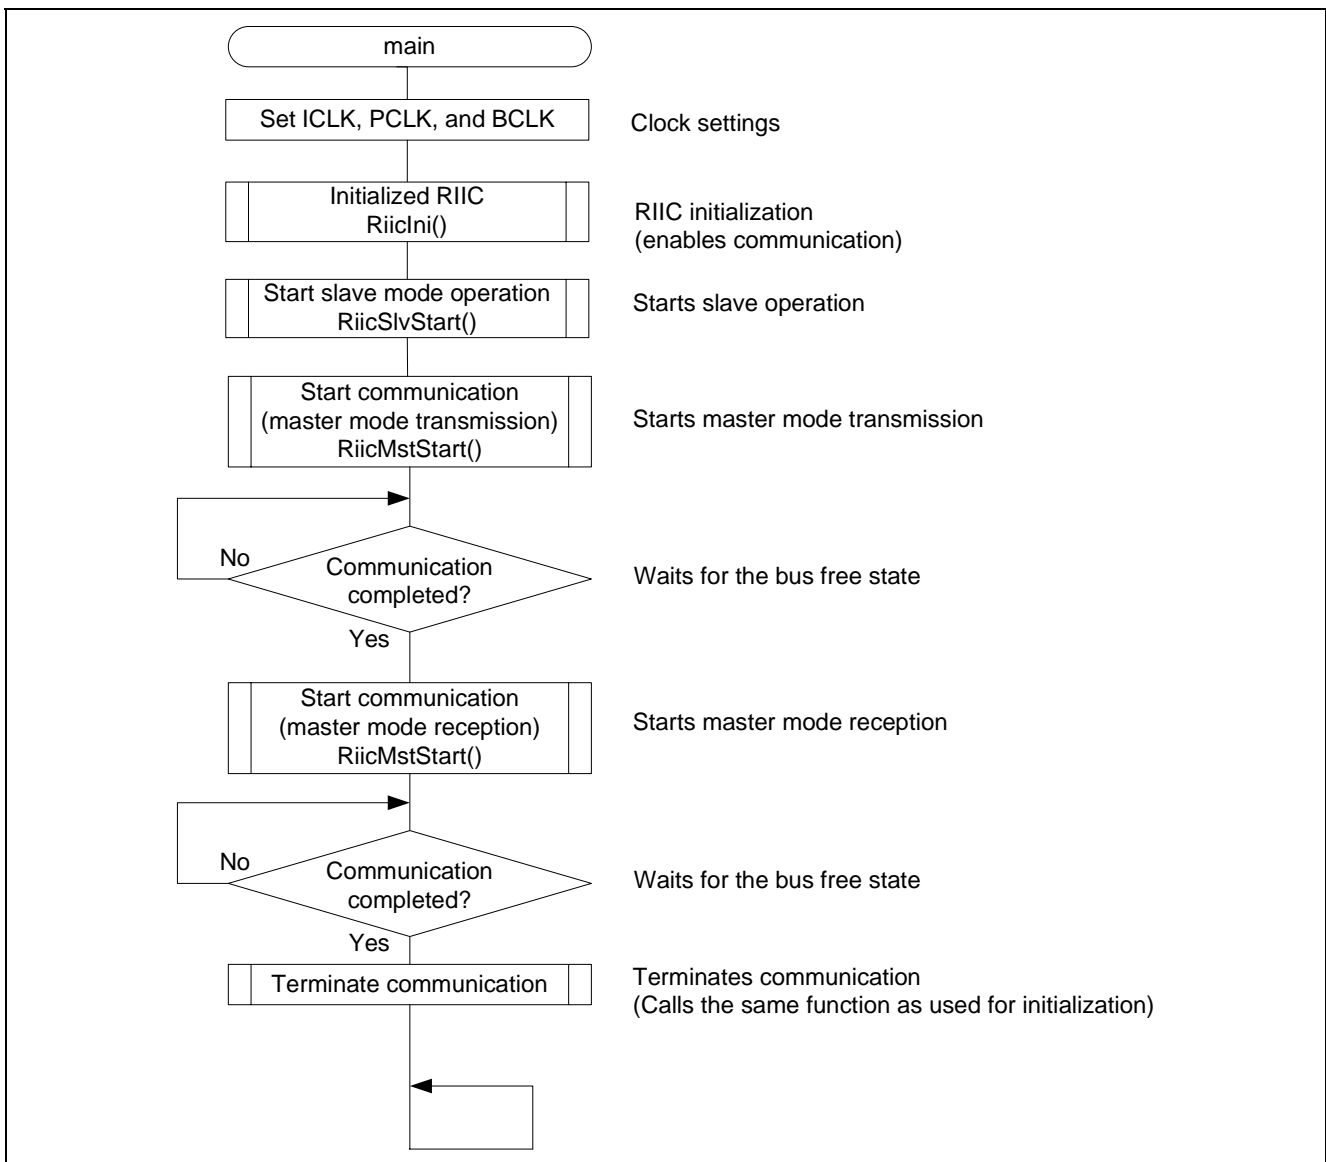 main
Set ICLK, PCLK, and BCLK
Clock settings
Initialized RIIC
RiicIni()
RIIC initialization
(enables communication)
Start slave mode operation
RiicSlvStart()
Starts slave operation
Start communication
(master mode transmission)
RiicMstStart()
Starts master mode transmission
No
Communication
completed?
Waits for the bus free state
Yes
Start communication
(master mode reception)
RiicMstStart()
Starts master mode reception
No
Communication
completed?
Waits for the bus free state
Yes
Terminate communication
Terminates communication
(Calls the same function as used for initialization)